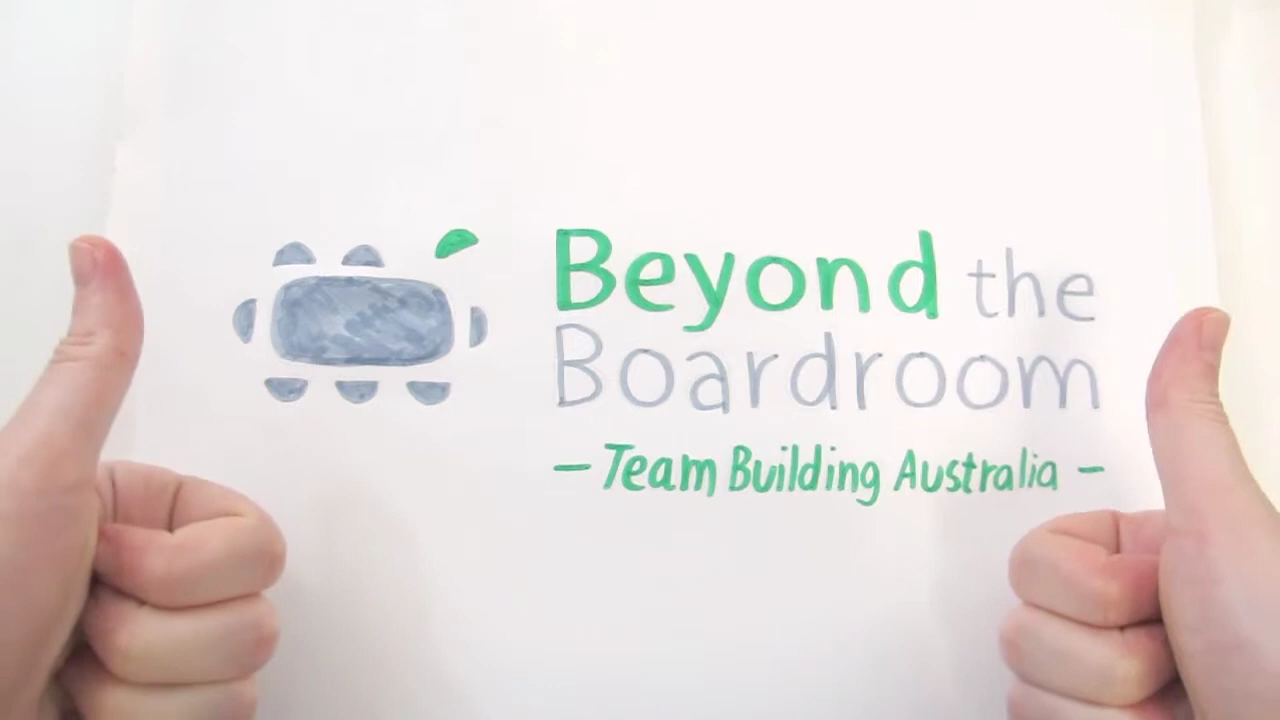 Beyond the
Boardroom
– Team Building Australia –